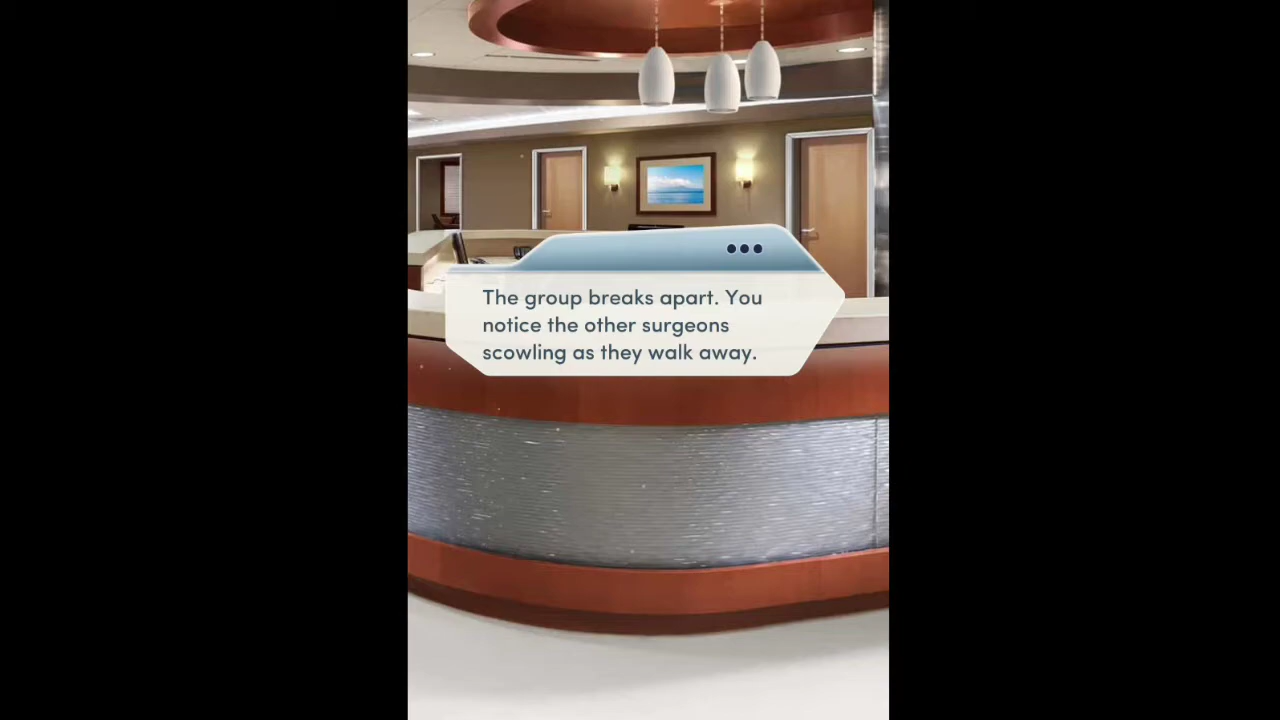 The group breaks apart. You
notice the other surgeons
scowling as they walk away.